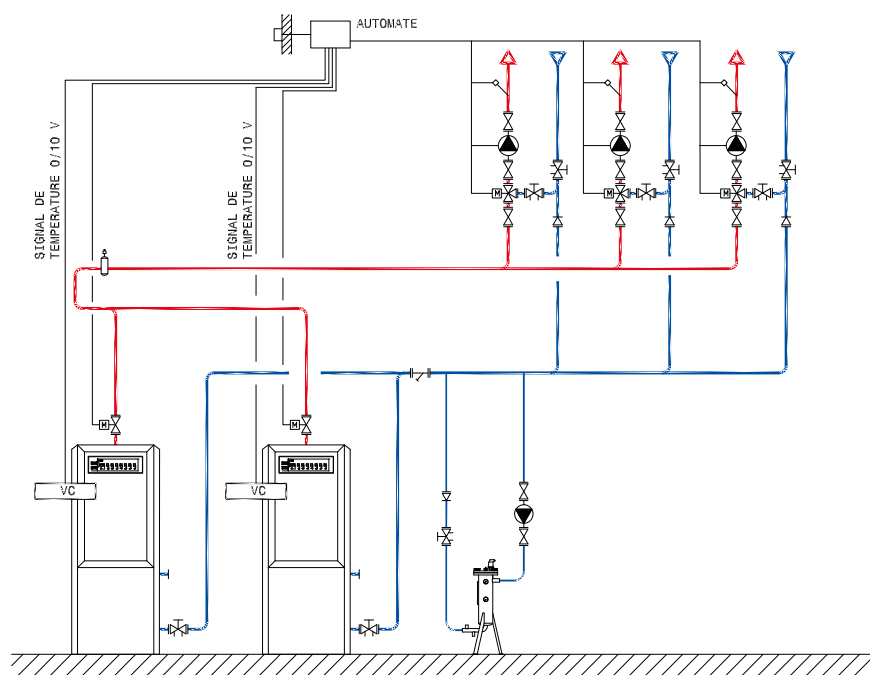 AUTOMATE
SIGNAL DE
TEMPERATURE 0/10 V
SIGNAL DE
TEMPERATURE 0/10 V
M
M
M
M
M
VC
VC